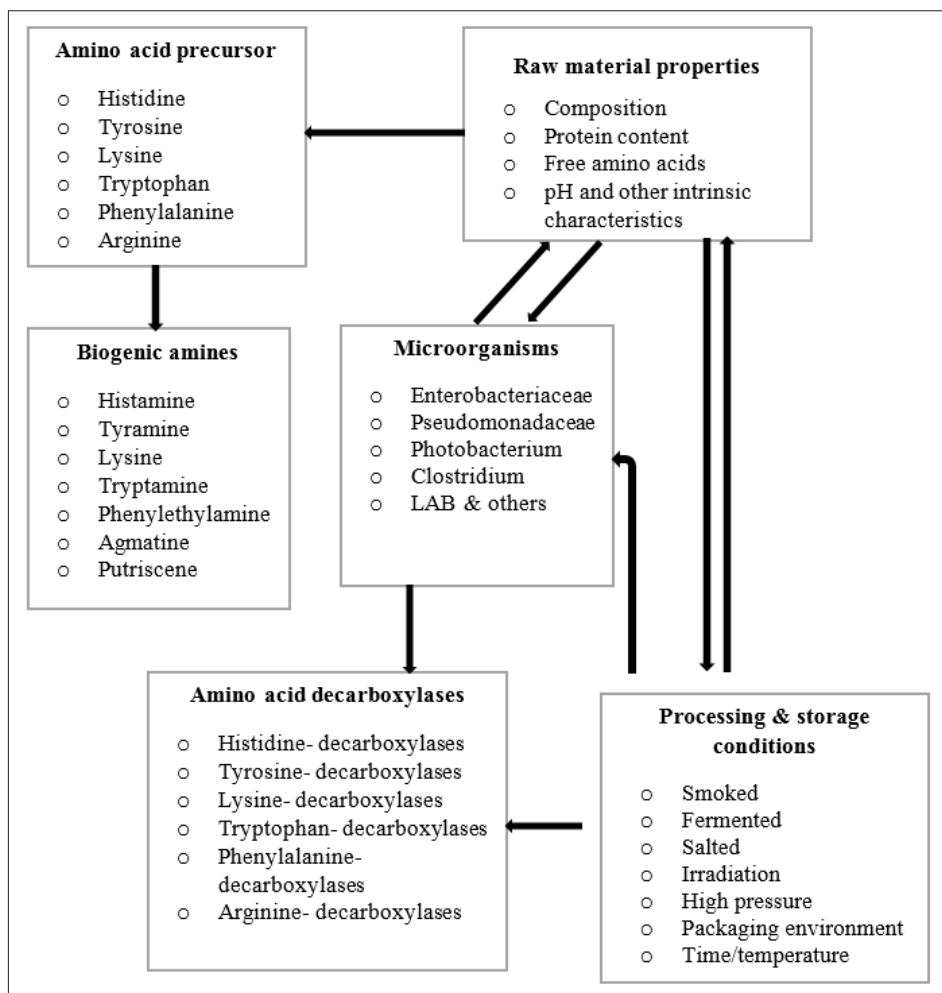 Amino acid precursor
o Histidine
o Tyrosine
o Lysine
o Tryptophan
o Phenylalanine
o Arginine
Raw material properties
o Composition
o Protein content
o Free amino acids
o pH and other intrinsic
characteristics
Biogenic amines
o Histamine
o Tyramine
o Lysine
o Tryptamine
o Phenylethylamine
o Agmatine
o Putriscene
Microorganisms
o Enterobacteriaceae
o Pseudomonadaceae
o Photobacterium
o Clostridium
o LAB & others
Amino acid decarboxylases
o Histidine- decarboxylases
o Tyrosine- decarboxylases
o Lysine- decarboxylases
o Tryptophan- decarboxylases
o Phenylalanine-
decarboxylases
o Arginine- decarboxylases
Processing & storage
conditions
o Smoked
o Fermented
o Salted
o Irradiation
o High pressure
o Packaging environment
o Time/temperature